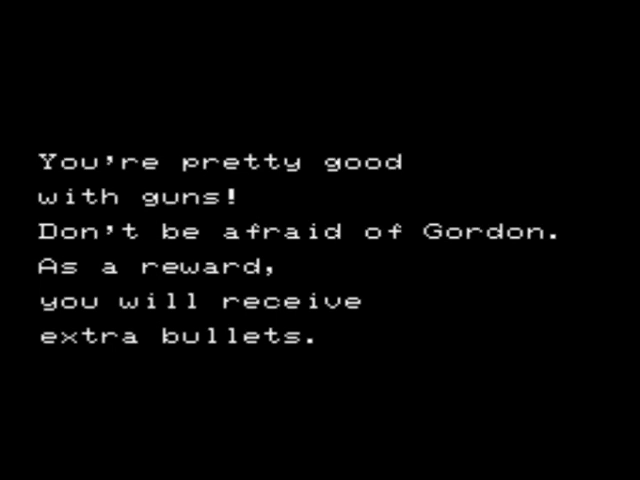 You're pretty good
with guns!
Don't be afraid of Gordon.
As a reward,
you will receive
extra bullets.